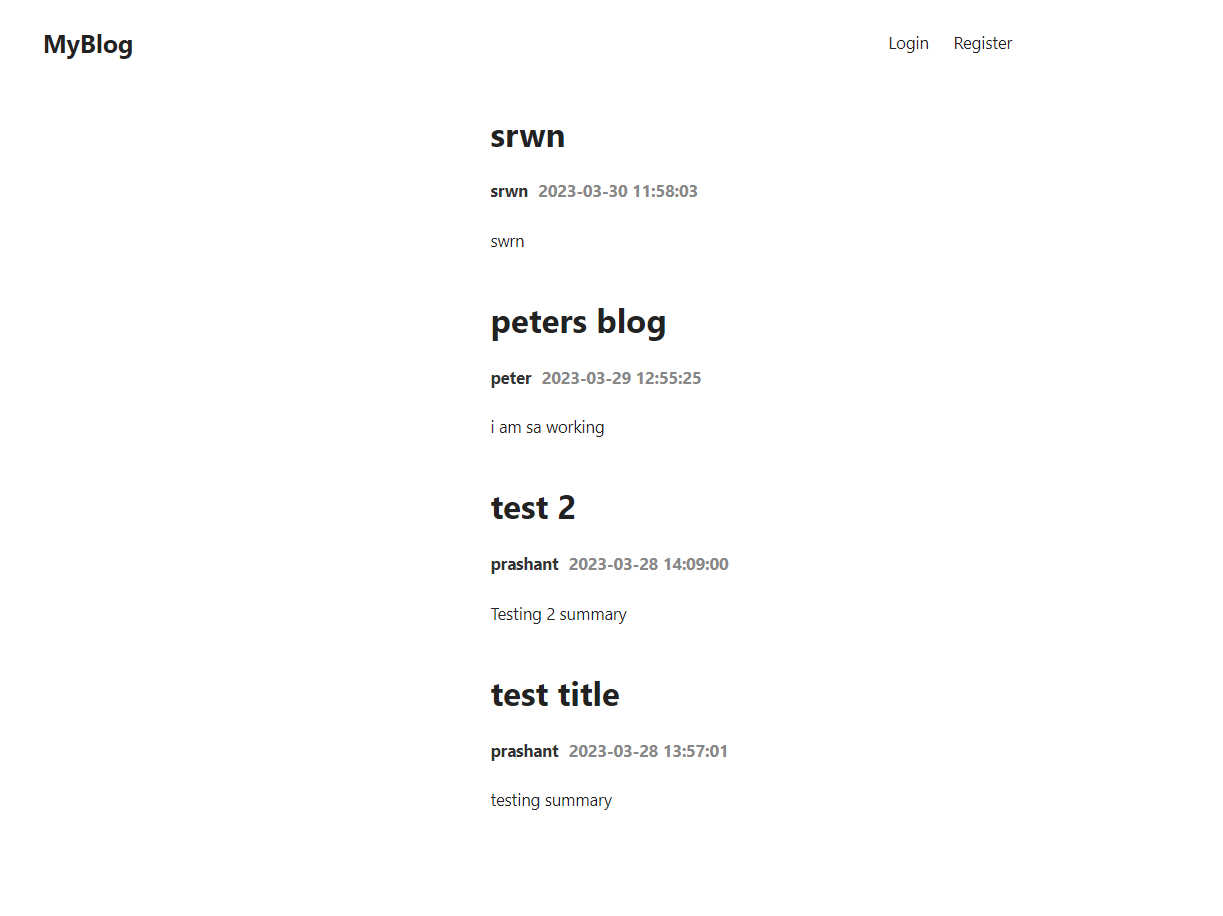 MyBlog
Login Register
srwn
srwn 2023-03-30 11:58:03
swrn
peters blog
peter 2023-03-29 12:55:25
i am sa working
test 2
prashant 2023-03-28 14:09:00
Testing 2 summary
test title
prashant 2023-03-28 13:57:01
testing summary